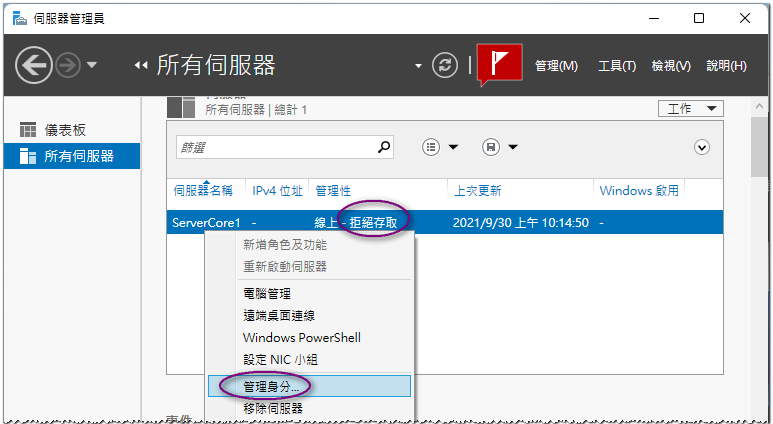 伺服器管理員
所有伺服器
管理(M) 工具(T) 檢視(V) 說明(H)
儀表板
所有伺服器
伺服器
所有伺服器 | 總計 1
工作
篩選
伺服器名稱 IPv4 位址 管理性 上次更新 Windows 啟用
ServerCore1 - 線上 - 拒絕存取 2021/9/30 上午 10:14:50 -
新增角色及功能
重新啟動伺服器
電腦管理
遠端桌面連線
Windows PowerShell
設定 NIC 小組
管理身分...
移除伺服器
事件